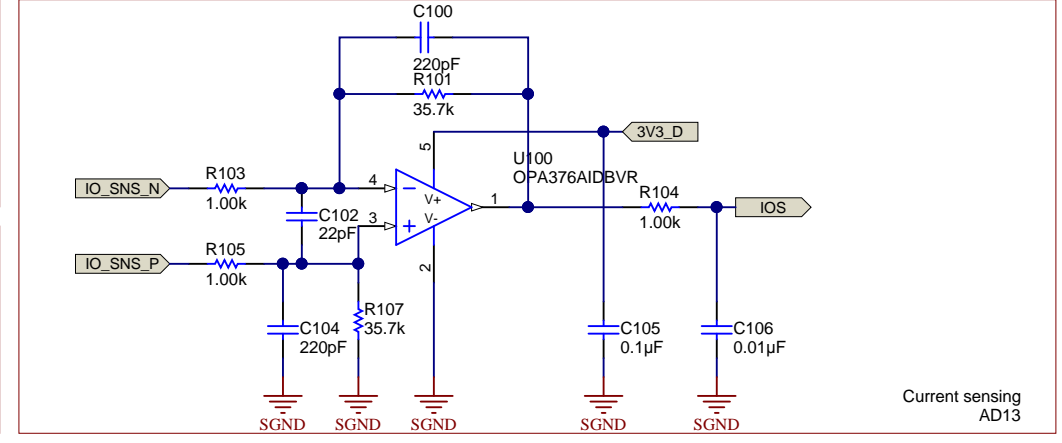 C100
220pF
R101
35.7k
3V3_D
5
U100
OPA376AIDBVR
R103
IO_SNS_N
1.00k
4
V+
1
R104
1.00k
IOS
C102
22pF
3
V-
R105
IO_SNS_P
1.00k
2
R107
35.7k
C104
220pF
C105
0.1µF
C106
0.01µF
SGND
SGND
SGND
SGND
SGND
Current sensing
AD13